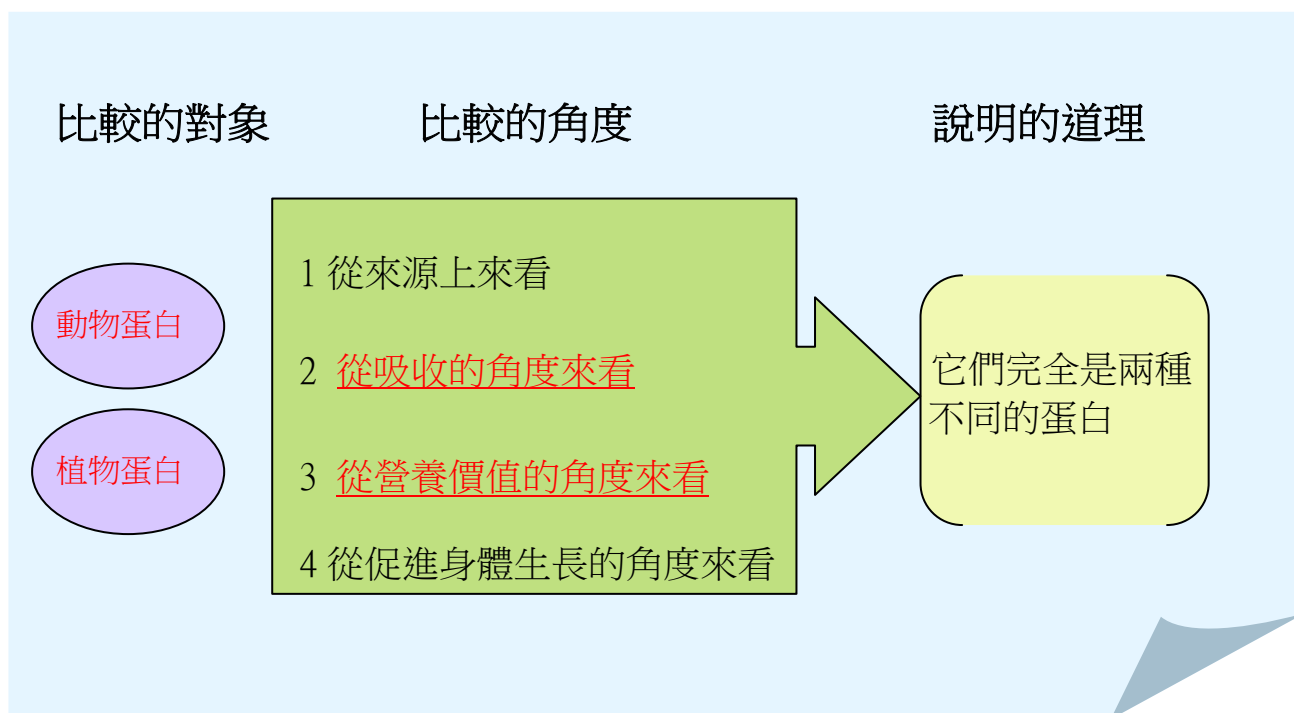 比較的對象
比較的角度
說明的道理
動物蛋白
植物蛋白
1 從來源上來看
2 從吸收的角度來看
3 從營養價值的角度來看
4 從促進身體生長的角度來看
它們完全是兩種
不同的蛋白